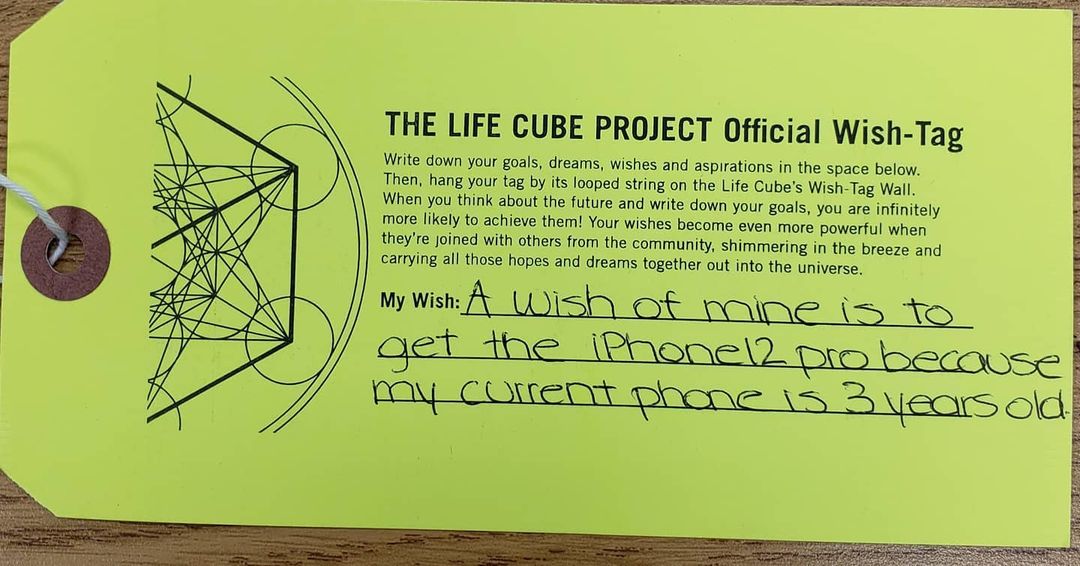 THE LIFE CUBE PROJECT Official Wish-Tag
Write down your goals, dreams, wishes and aspirations in the space below.
Then, hang your tag by its looped string on the Life Cube's Wish-Tag Wall.
When you think about the future and write down your goals, you are infinitely
more likely to achieve them! Your wishes become even more powerful when
they're joined with others from the community, shimmering in the breeze and
carrying all those hopes and dreams together out into the universe.
My Wish: A wish of mine is to
get the iPhone12 pro because
my current phone is 3 years old.